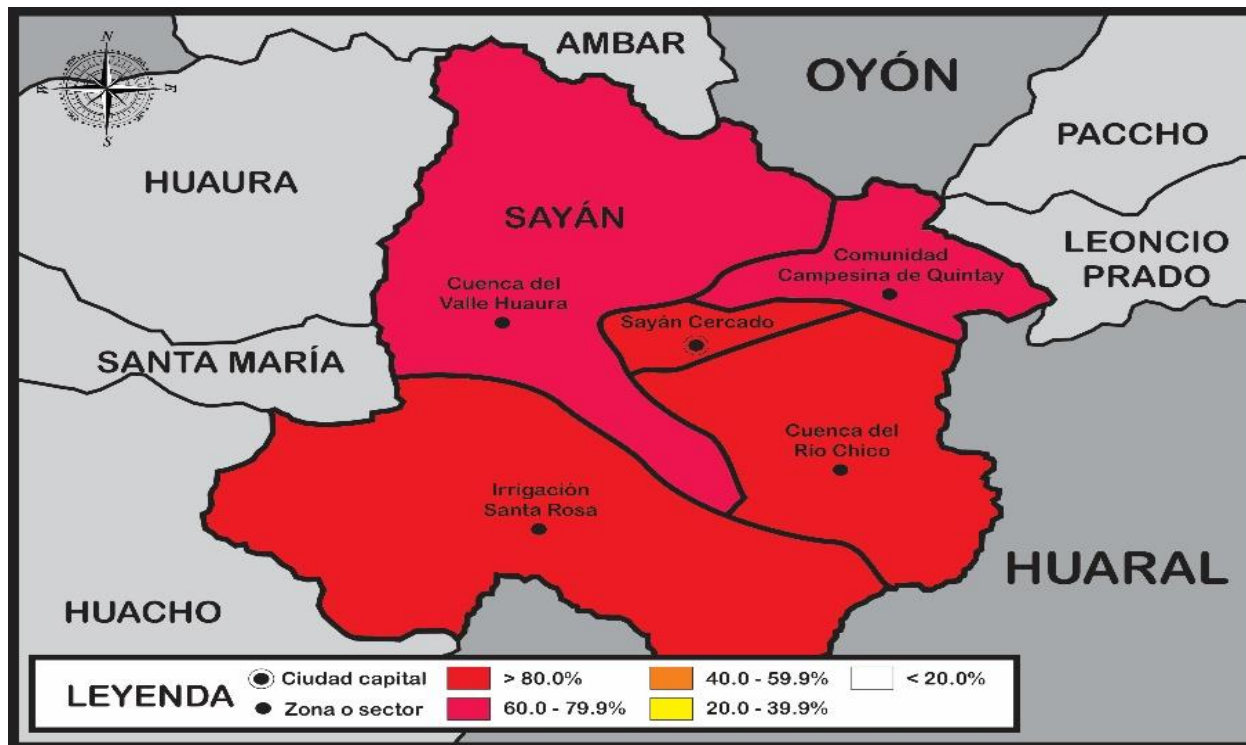 N
S
AMBAR
OYÓN
PACCHO
HUAURA
SAYÁN
LEONCIO
PRADO
Comunidad
Campesina de Quintay
Cuenca del
Valle Huaura
Sayán Cercado
SANTA MARÍA
Cuenca del
Río Chico
Irrigación
Santa Rosa
HUARAL
HUACHO
LEYENDA
Ciudad capital
Zona o sector
> 80.0%
60.0 - 79.9%
40.0 - 59.9%
20.0 - 39.9%
< 20.0%